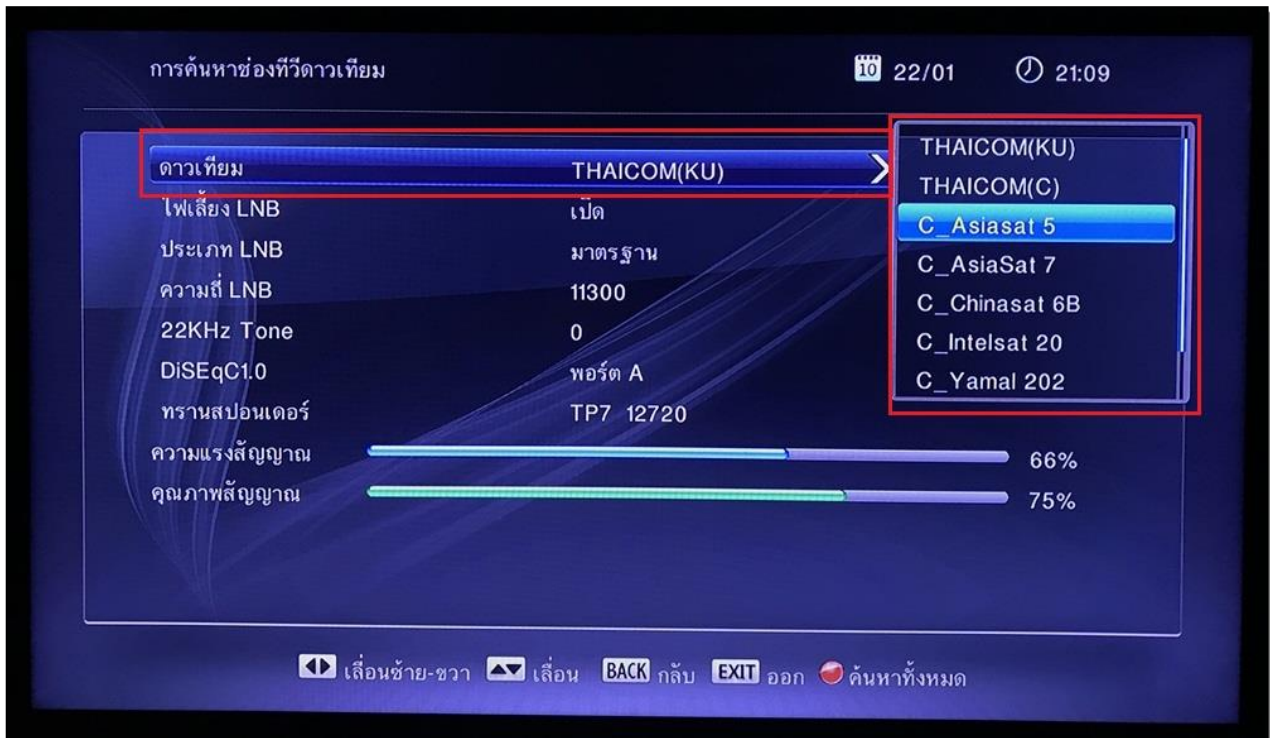 การค้นหาช่องทีวีดาวเทียม 10 22/01 21:09
ดาวเทียม THAICOM(KU)
ไฟเลี้ยง LNB เปิด
ประเภท LNB มาตรฐาน
ความถี่ LNB 11300
22KHz Tone 0
DiSEqC1.0 พอร์ต A
ทรานสปอนเดอร์ TP7 12720
ความแรงสัญญาณ 66%
คุณภาพสัญญาณ 75%
THAICOM(KU)
THAICOM(C)
C_Asiasat 5
C_AsiaSat 7
C_Chinasat 6B
C_Intelsat 20
C_Yamal 202
เลื่อนซ้าย-ขวา เลื่อน BACK กลับ EXIT ออก ค้นหาทั้งหมด